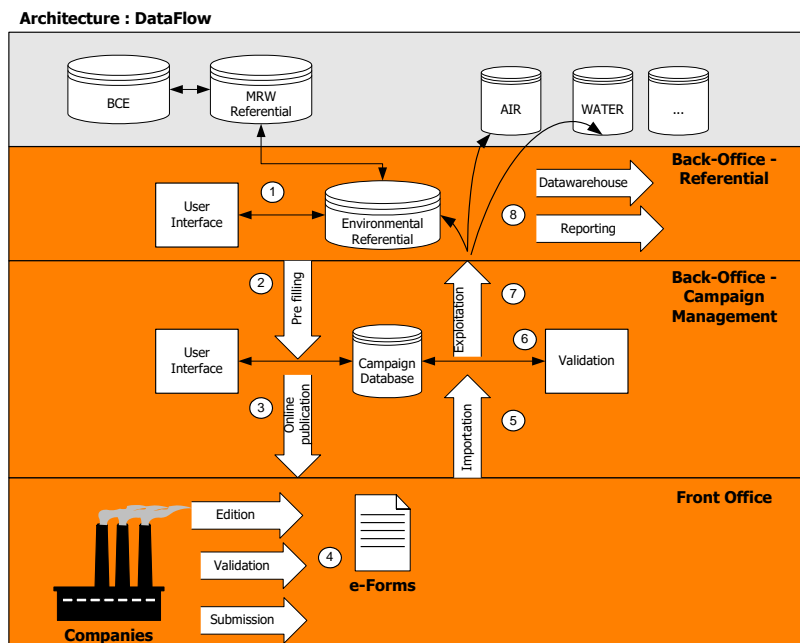 Architecture : DataFlow
BCE
MRW
Referential
AIR
WATER
...
Back-Office -
Referential
1
User
Interface
Environmental
Referential
8
Datawarehouse
Reporting
Back-Office -
Campaign
Management
2
Pre filling
Exploitation
7
User
Interface
Campaign
Database
6
Validation
3
Online
publication
Importation
5
Front Office
Edition
Validation
4
Submission
e-Forms
Companies